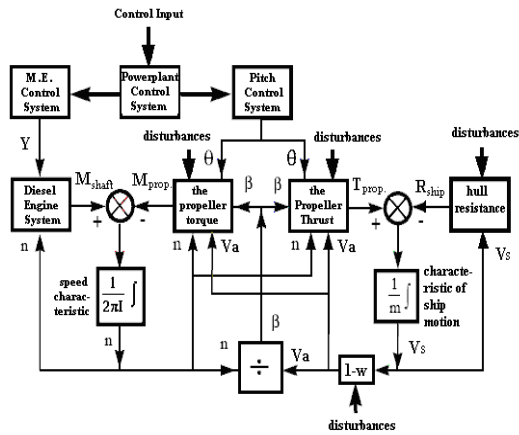 Control Input
M.E.
Control
System
Powerplant
Control
System
Pitch
Control
System
disturbances
disturbances
disturbances
Y
θ
θ
Diesel
Engine
System
Mshaft
+
Mprop.
-
the
propeller
torque
β
β
the
Propeller
Thrust
Tprop.
+
Rship
-
hull
resistance
n
n
Va
n
Va
Vs
speed
charac-
teristic
1
2πI
∫
1
m
∫
characte-
ristic of
ship
motion
n
β
n
÷
Va
1-w
Vs
disturbances